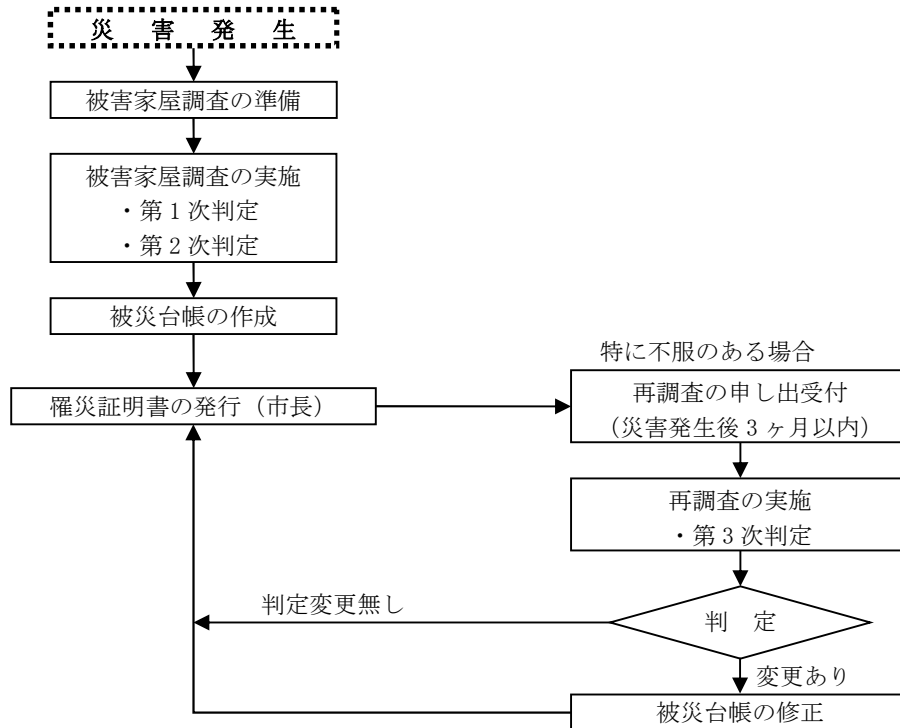 災　害　発　生
被害家屋調査の準備
被害家屋調査の実施
・第１次判定
・第２次判定
被災台帳の作成
罹災証明書の発行（市長）
特に不服のある場合
再調査の申し出受付
（災害発生後３ヶ月以内）
再調査の実施
・第３次判定
判　定
判定変更無し
変更あり
被災台帳の修正